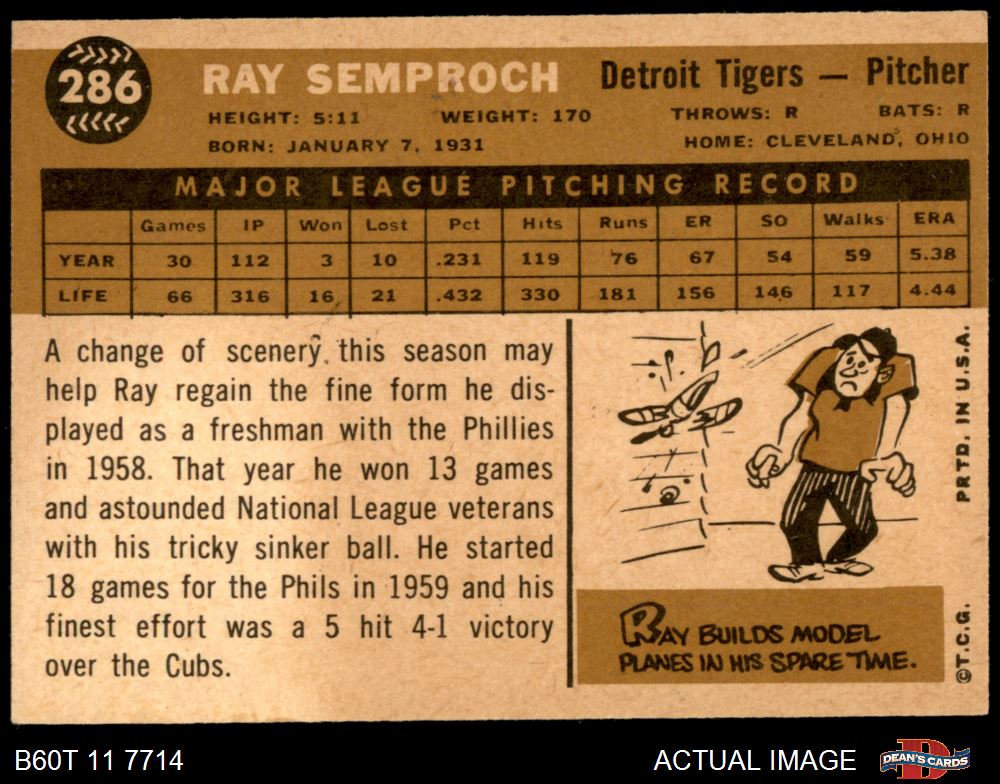 286
RAY SEMPROCH Detroit Tigers — Pitcher
HEIGHT: 5:11 WEIGHT: 170 THROWS: R BATS: R
BORN: JANUARY 7, 1931 HOME: CLEVELAND, OHIO
MAJOR LEAGUE PITCHING RECORD
Games IP Won Lost Pct Hits Runs ER SO Walks ERA
YEAR 30 112 3 10 .231 119 76 67 54 59 5.38
LIFE 66 316 16 21 .432 330 181 156 146 117 4.44
A change of scenery this season may
help Ray regain the fine form he dis-
played as a freshman with the Phillies
in 1958. That year he won 13 games
and astounded National League veterans
with his tricky sinker ball. He started
18 games for the Phils in 1959 and his
finest effort was a 5 hit 4-1 victory
over the Cubs.
RAY BUILDS MODEL
PLANES IN HIS SPARE TIME.
©T.C.G. PRTD. IN U.S.A.
B60T 11 7714 ACTUAL IMAGE DEAN'S CARDS